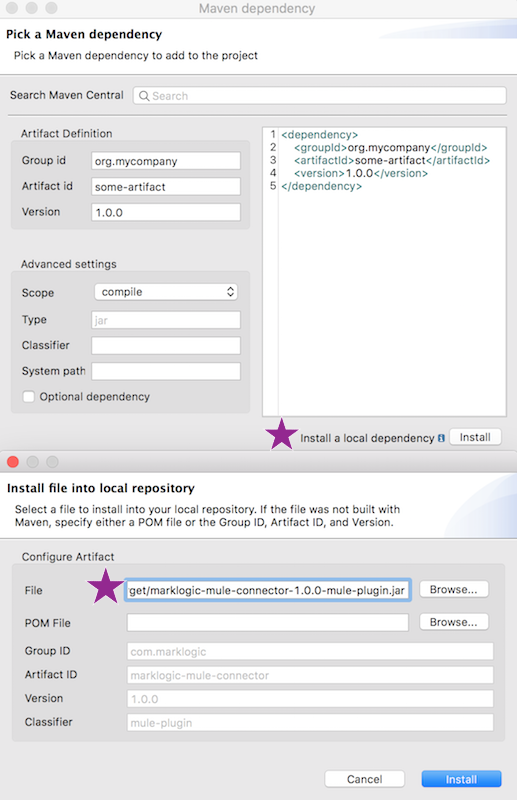 Maven dependency
Pick a Maven dependency
Pick a Maven dependency to add to the project
Search Maven Central
Search
Artifact Definition
Group id org.mycompany
Artifact id some-artifact
Version 1.0.0
Advanced settings
Scope compile
Type jar
Classifier
System path
Optional dependency
1 <dependency>
2 <groupId>org.mycompany</groupId>
3 <artifactId>some-artifact</artifactId>
4 <version>1.0.0</version>
5 </dependency>
Install a local dependency i Install
Install file into local repository
Select a file to install into your local repository. If the file was not built with
Maven, specify either a POM file or the Group ID, Artifact ID, and Version.
Configure Artifact
File get/marklogic-mule-connector-1.0.0-mule-plugin.jar Browse...
POM File Browse...
Group ID com.marklogic
Artifact ID marklogic-mule-connector
Version 1.0.0
Classifier mule-plugin
Cancel Install